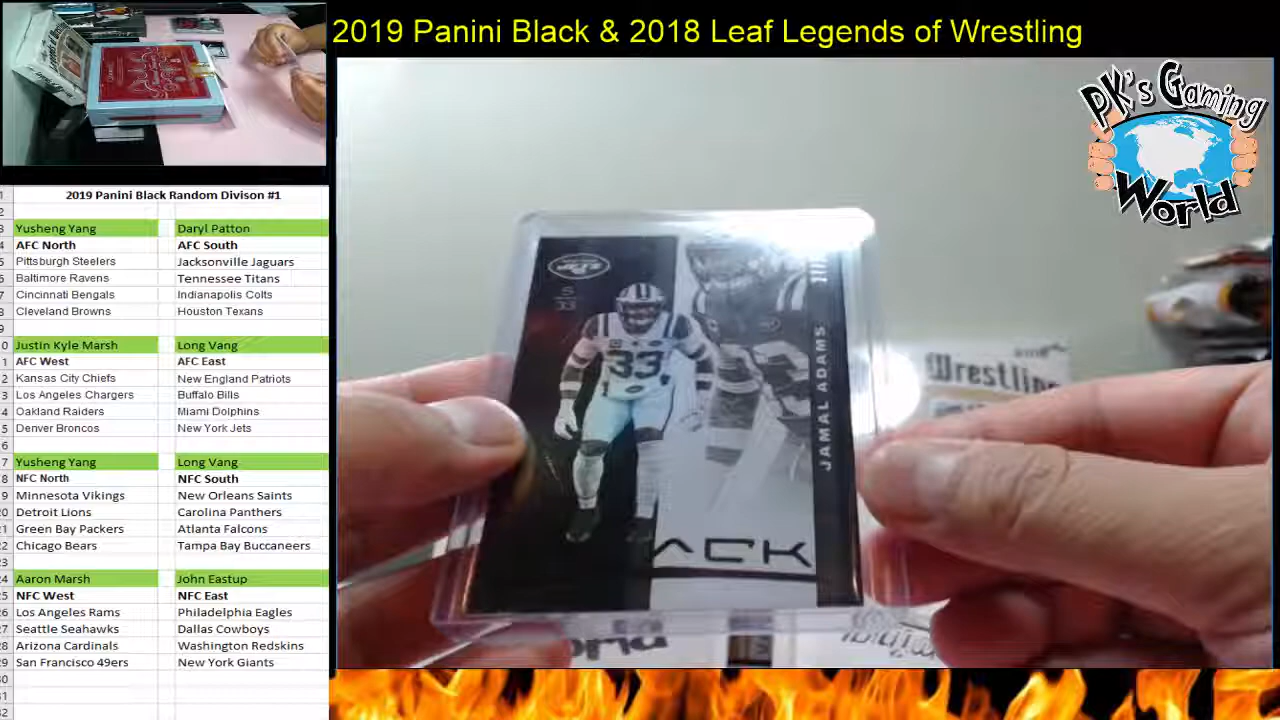 2019 Panini Black & 2018 Leaf Legends of Wrestling
PK's Gaming
World
2019 Panini Black Random Divison #1
Yusheng Yang
Daryl Patton
AFC North
AFC South
Pittsburgh Steelers
Jacksonville Jaguars
Baltimore Ravens
Tennessee Titans
Cincinnati Bengals
Indianapolis Colts
Cleveland Browns
Houston Texans
Justin Kyle Marsh
Long Vang
AFC West
AFC East
Kansas City Chiefs
New England Patriots
Los Angeles Chargers
Buffalo Bills
Oakland Raiders
Miami Dolphins
Denver Broncos
New York Jets
Yusheng Yang
Long Vang
NFC North
NFC South
Minnesota Vikings
New Orleans Saints
Detroit Lions
Carolina Panthers
Green Bay Packers
Atlanta Falcons
Chicago Bears
Tampa Bay Buccaneers
Aaron Marsh
John Eastup
NFC West
NFC East
Los Angeles Rams
Philadelphia Eagles
Seattle Seahawks
Dallas Cowboys
Arizona Cardinals
Washington Redskins
San Francisco 49ers
New York Giants
S
33
33
JAMAL ADAMS
ACK
Wrestlin